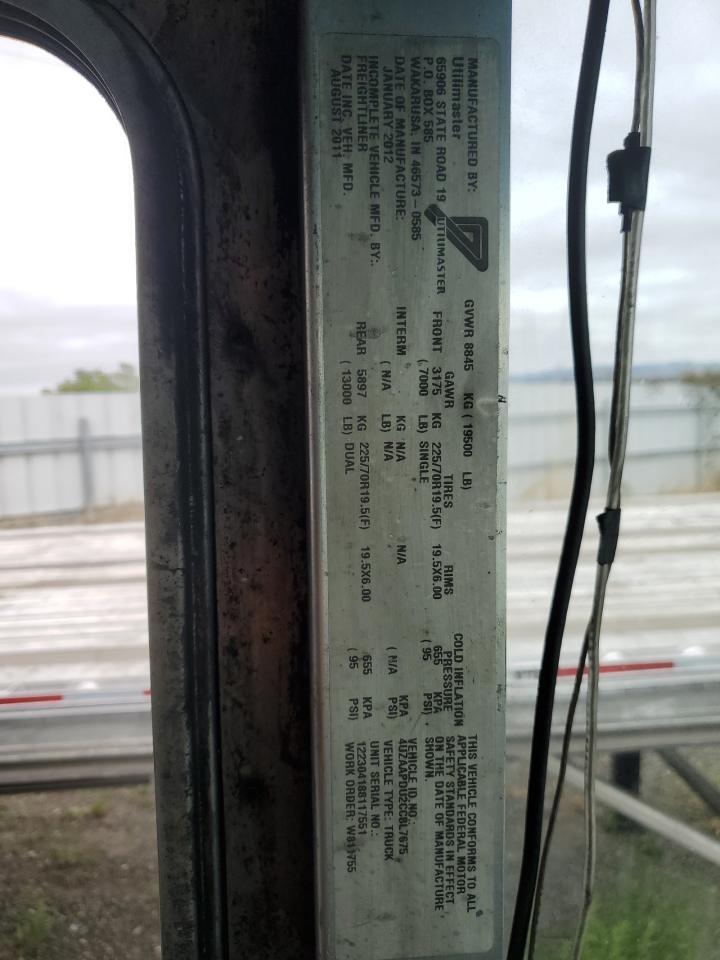 MANUFACTURED BY:
Utilimaster
65906 STATE ROAD 19
P.O. BOX 585
WAKARUSA, IN 46573-0585
DATE OF MANUFACTURE:
JANUARY 2012
INCOMPLETE VEHICLE MFD. BY:
FREIGHTLINER
DATE INC. VEH. MFD.
AUGUST 2011
UTILIMASTER
GVWR 8845 KG ( 19500 LB)
GAWR TIRES RIMS COLD INFLATION PRESSURE
FRONT 3175 KG 225/70R19.5(F) 19.5X6.00 655 KPA
( 7000 LB) SINGLE ( 95 PSI)
INTERM KG N/A N/A KPA
( N/A LB) N/A ( N/A PSI)
REAR 5897 KG 225/70R19.5(F) 19.5X6.00 655 KPA
( 13000 LB) DUAL ( 95 PSI)
THIS VEHICLE CONFORMS TO ALL
APPLICABLE FEDERAL MOTOR
SAFETY STANDARDS IN EFFECT
ON THE DATE OF MANUFACTURE
SHOWN.
VEHICLE ID.NO.:
4UZAAPDU2CCBL7675
VEHICLE TYPE: TRUCK
UNIT SERIAL NO.:
122304188117551
WORK ORDER: W811755